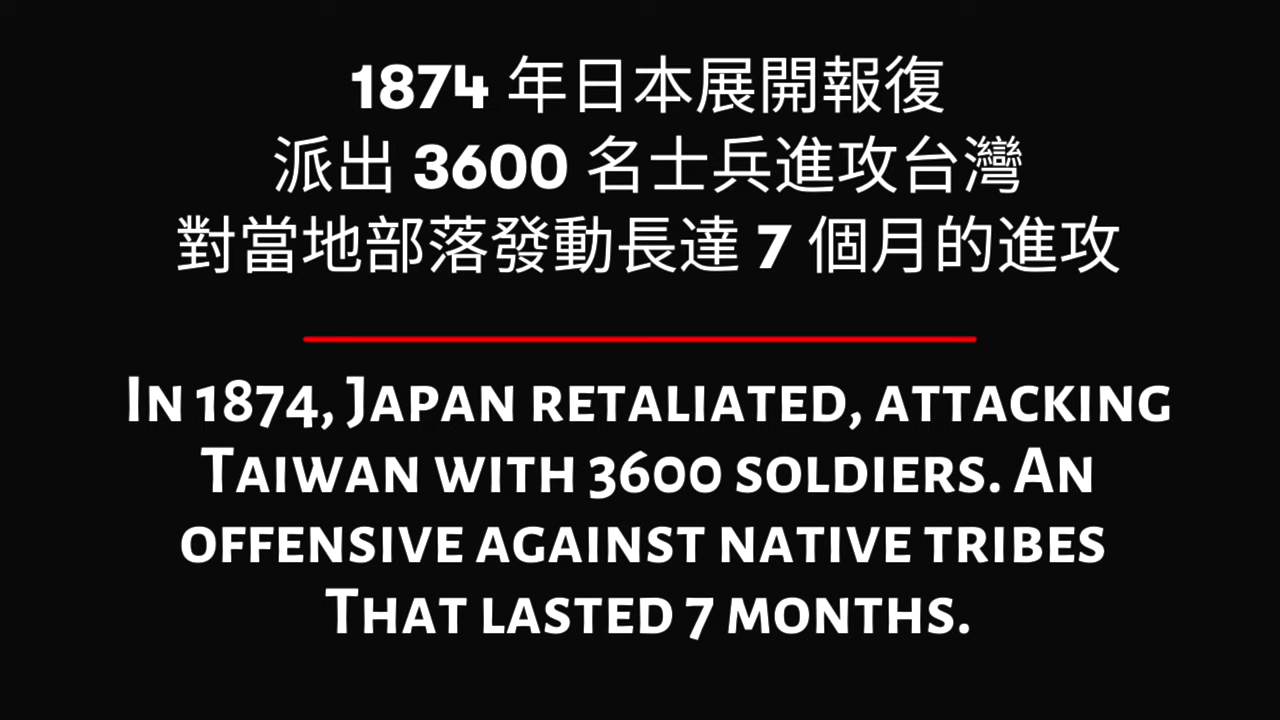 1874 年日本展開報復
派出 3600 名士兵進攻台灣
對當地部落發動長達 7 個月的進攻
In 1874, Japan retaliated, attacking
Taiwan with 3600 soldiers. An
offensive against native tribes
That lasted 7 months.